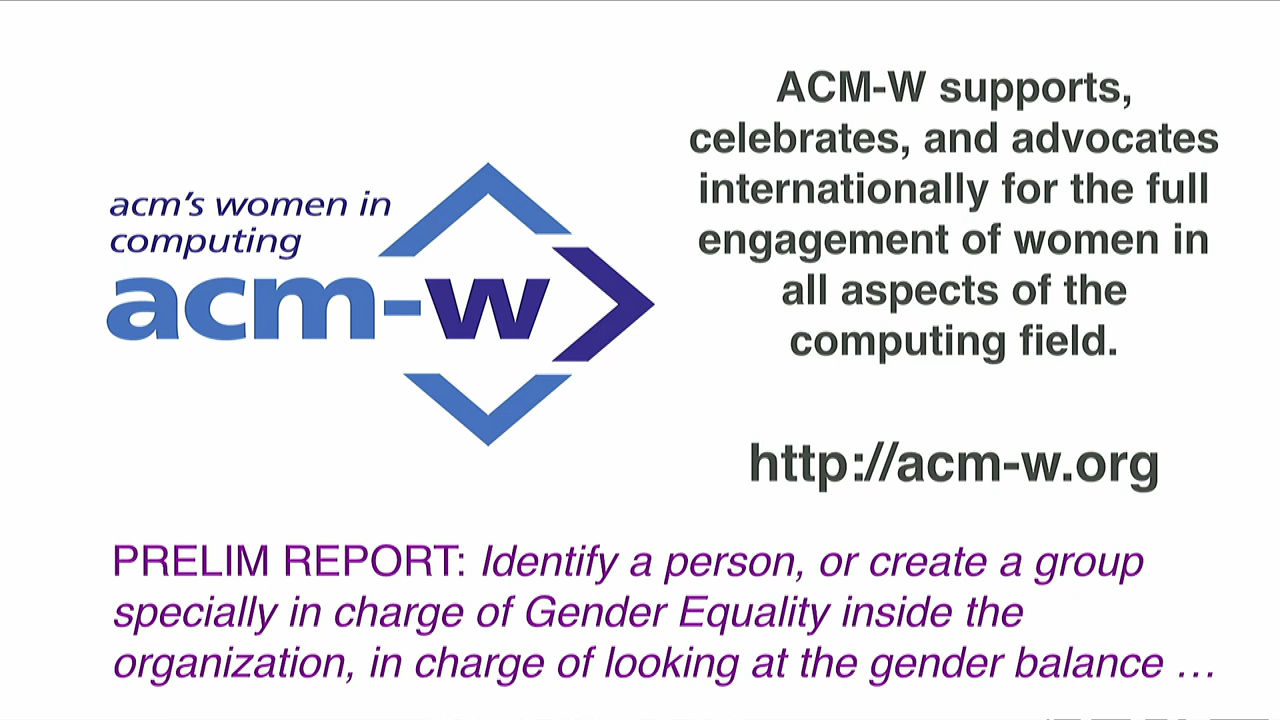 acm's women in
computing
acm-w
ACM-W supports,
celebrates, and advocates
internationally for the full
engagement of women in
all aspects of the
computing field.
http://acm-w.org
PRELIM REPORT: Identify a person, or create a group
specially in charge of Gender Equality inside the
organization, in charge of looking at the gender balance …